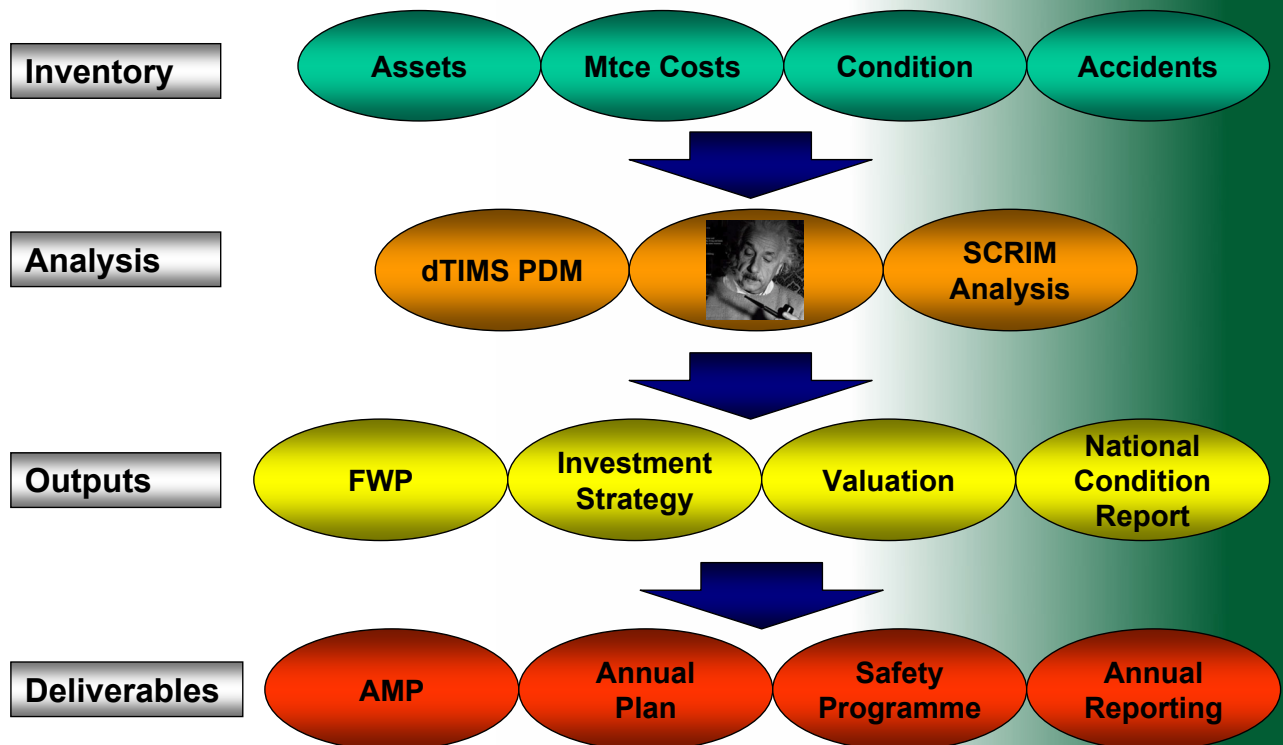 Inventory
Assets
Mtce Costs
Condition
Accidents
Analysis
dTIMS PDM
SCRIM
Analysis
Outputs
FWP
Investment
Strategy
Valuation
National
Condition
Report
Deliverables
AMP
Annual
Plan
Safety
Programme
Annual
Reporting